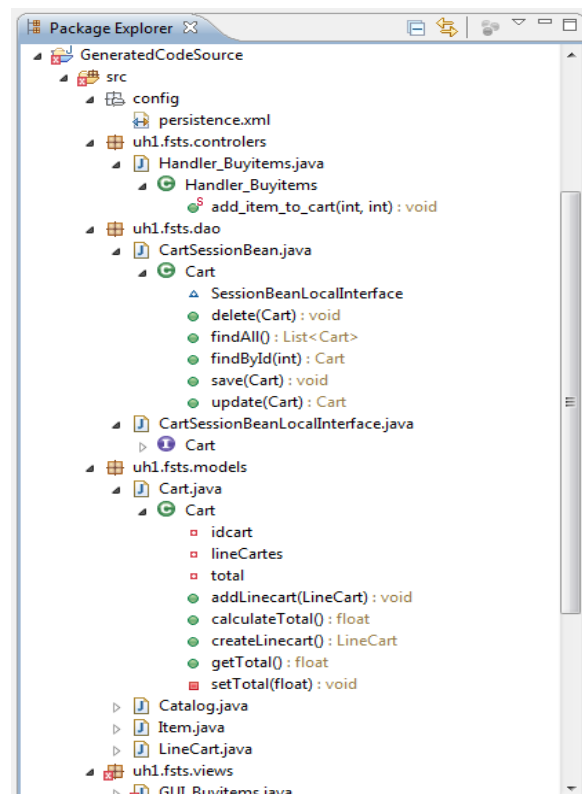 Package Explorer
GeneratedCodeSource
src
config
persistence.xml
uh1.fsts.controlers
Handler_Buyitems.java
Handler_Buyitems
add_item_to_cart(int, int) : void
uh1.fsts.dao
CartSessionBean.java
Cart
SessionBeanLocalInterface
delete(Cart) : void
findAll() : List<Cart>
findById(int) : Cart
save(Cart) : void
update(Cart) : Cart
CartSessionBeanLocalInterface.java
Cart
uh1.fsts.models
Cart.java
Cart
idcart
lineCartes
total
addLinecart(LineCart) : void
calculateTotal() : float
createLinecart() : LineCart
getTotal() : float
setTotal(float) : void
Catalog.java
Item.java
LineCart.java
uh1.fsts.views
GUI_Buyitems.java